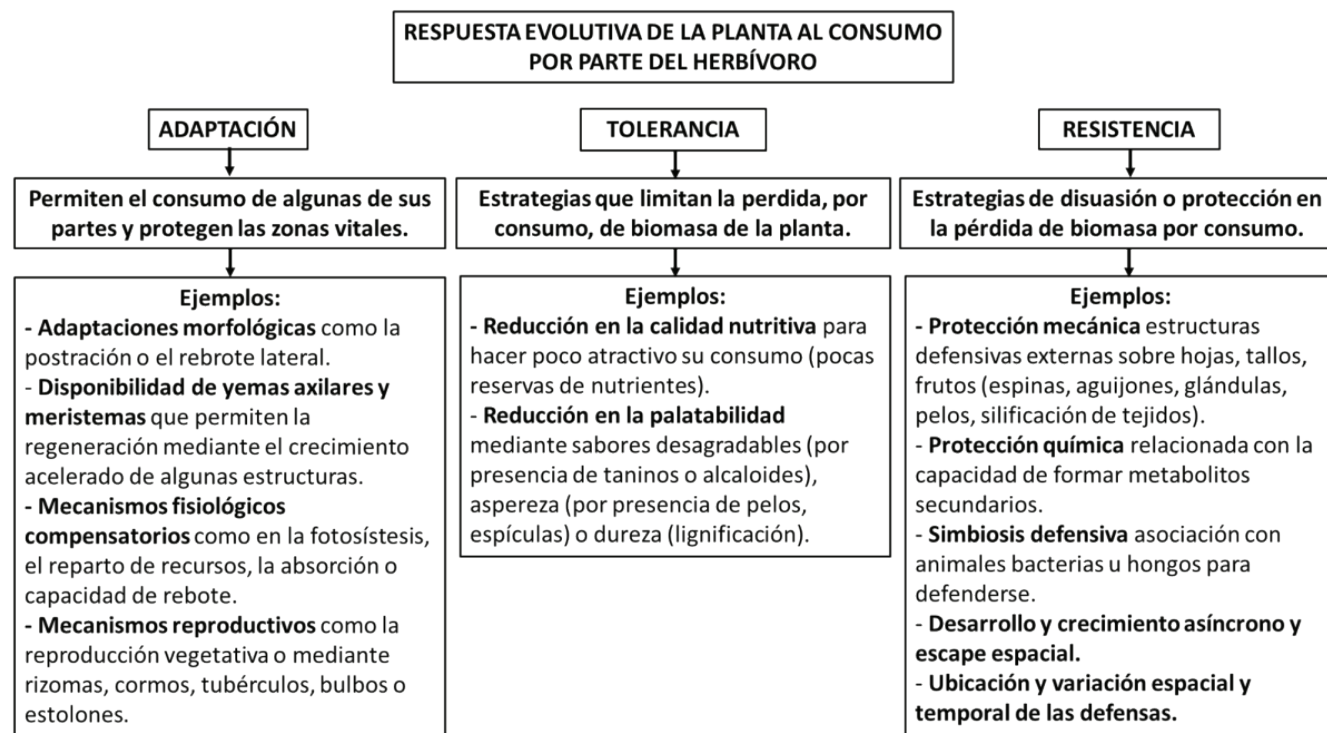 RESPUESTA EVOLUTIVA DE LA PLANTA AL CONSUMO
POR PARTE DEL HERBÍVORO
ADAPTACIÓN
Permiten el consumo de algunas de sus
partes y protegen las zonas vitales.
Ejemplos:
- Adaptaciones morfológicas como la
postración o el rebrote lateral.
- Disponibilidad de yemas axilares y
meristemas que permiten la
regeneración mediante el crecimiento
acelerado de algunas estructuras.
- Mecanismos fisiológicos
compensatorios como en la fotosístesis,
el reparto de recursos, la absorción o
capacidad de rebote.
- Mecanismos reproductivos como la
reproducción vegetativa o mediante
rizomas, cormos, tubérculos, bulbos o
estolones.
TOLERANCIA
Estrategias que limitan la perdida, por
consumo, de biomasa de la planta.
Ejemplos:
- Reducción en la calidad nutritiva para
hacer poco atractivo su consumo (pocas
reservas de nutrientes).
- Reducción en la palatabilidad
mediante sabores desagradables (por
presencia de taninos o alcaloides),
aspereza (por presencia de pelos,
espículas) o dureza (lignificación).
RESISTENCIA
Estrategias de disuasión o protección en
la pérdida de biomasa por consumo.
Ejemplos:
- Protección mecánica estructuras
defensivas externas sobre hojas, tallos,
frutos (espinas, aguijones, glándulas,
pelos, silificación de tejidos).
- Protección química relacionada con la
capacidad de formar metabolitos
secundarios.
- Simbiosis defensiva asociación con
animales bacterias u hongos para
defenderse.
- Desarrollo y crecimiento asíncrono y
escape espacial.
- Ubicación y variación espacial y
temporal de las defensas.